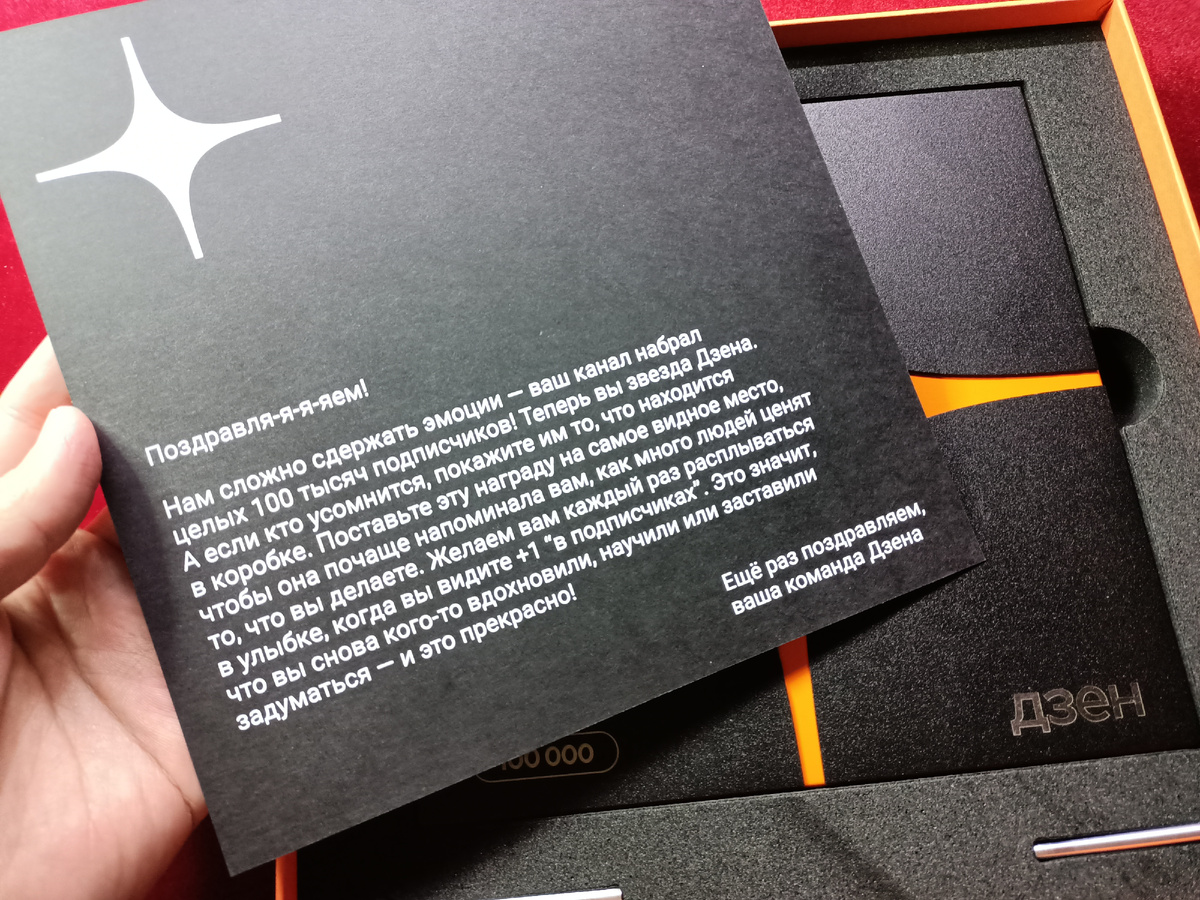 Поздравля-я-я-яем!
Нам сложно сдержать эмоции — ваш канал набрал
целых 100 тысяч подписчиков! Теперь вы звезда Дзена.
А если кто усомнится, покажите им то, что находится
в коробке. Поставьте эту награду на самое видное место,
чтобы она почаще напоминала вам, как много людей ценят
то, что вы делаете. Желаем вам каждый раз расплываться
в улыбке, когда вы видите +1 “в подписчиках”. Это значит,
что вы снова кого-то вдохновили, научили или заставили
задуматься — и это прекрасно!
Ещё раз поздравляем,
ваша команда Дзена
дзен
100 000